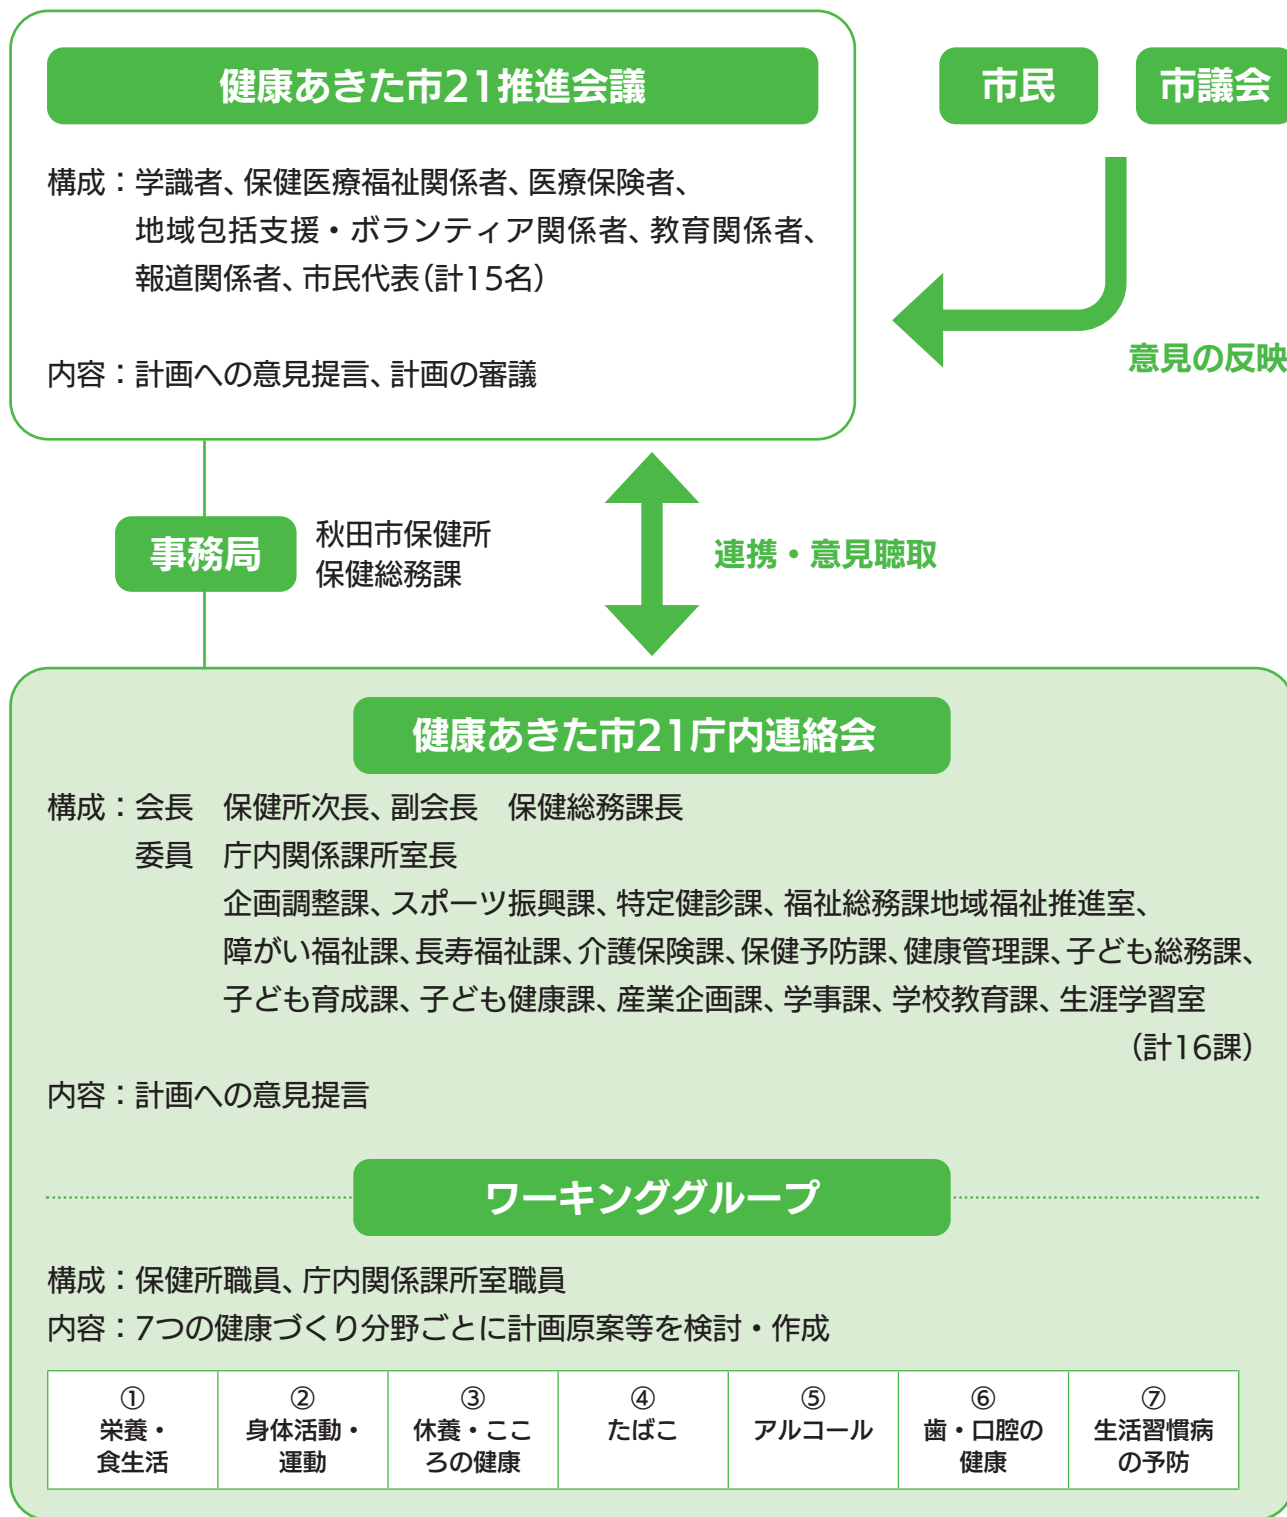 健康あきた市21推進会議
構成：学識者、保健医療福祉関係者、医療保険者、
地域包括支援・ボランティア関係者、教育関係者、
報道関係者、市民代表（計15名）
内容：計画への意見提言、計画の審議
市民
市議会
意見の反映
事務局
秋田市保健所
保健総務課
連携・意見聴取
健康あきた市21庁内連絡会
構成：会長　保健所次長、副会長　保健総務課長
委員　庁内関係課所室長
企画調整課、スポーツ振興課、特定健診課、福祉総務課地域福祉推進室、
障がい福祉課、長寿福祉課、介護保険課、保健予防課、健康管理課、子ども総務課、
子ども育成課、子ども健康課、産業企画課、学事課、学校教育課、生涯学習室
（計16課）
内容：計画への意見提言
ワーキンググループ
構成：保健所職員、庁内関係課所室職員
内容：7つの健康づくり分野ごとに計画原案等を検討・作成
①
栄養・
食生活
②
身体活動・
運動
③
休養・ここ
ろの健康
④
たばこ
⑤
アルコール
⑥
歯・口腔の
健康
⑦
生活習慣病
の予防